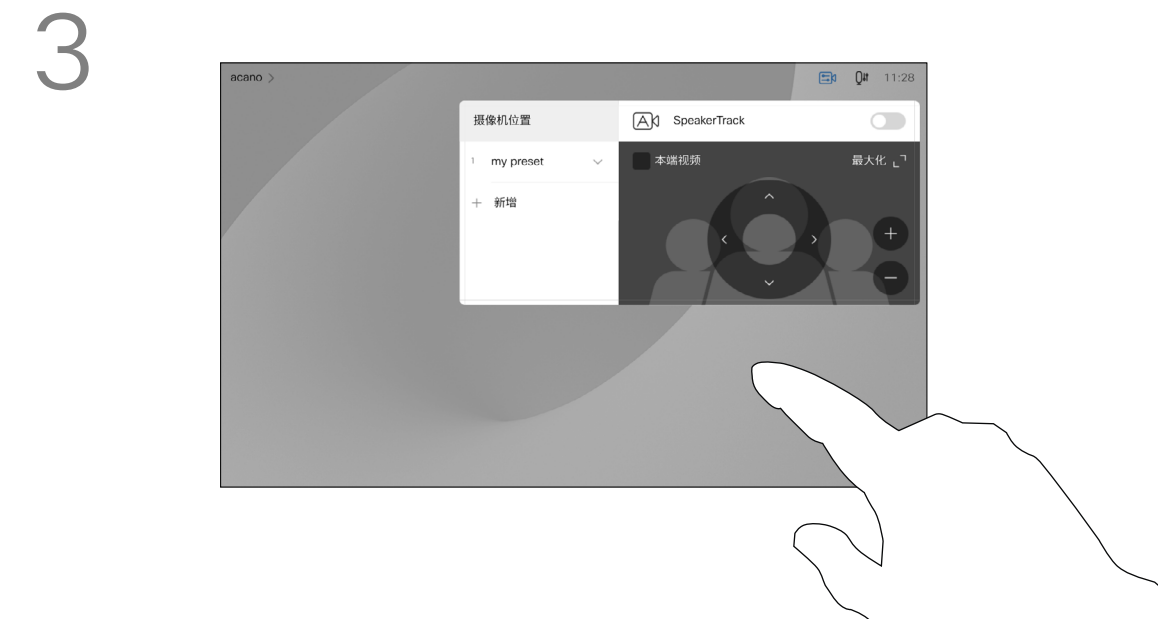 3
acano >
11:28
摄像机位置
SpeakerTrack
1 my preset
本端视频
最大化
+ 新增